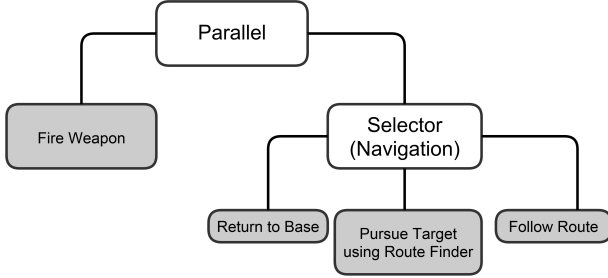 Parallel
Fire Weapon
Selector
(Navigation)
Return to Base
Pursue Target
using Route Finder
Follow Route